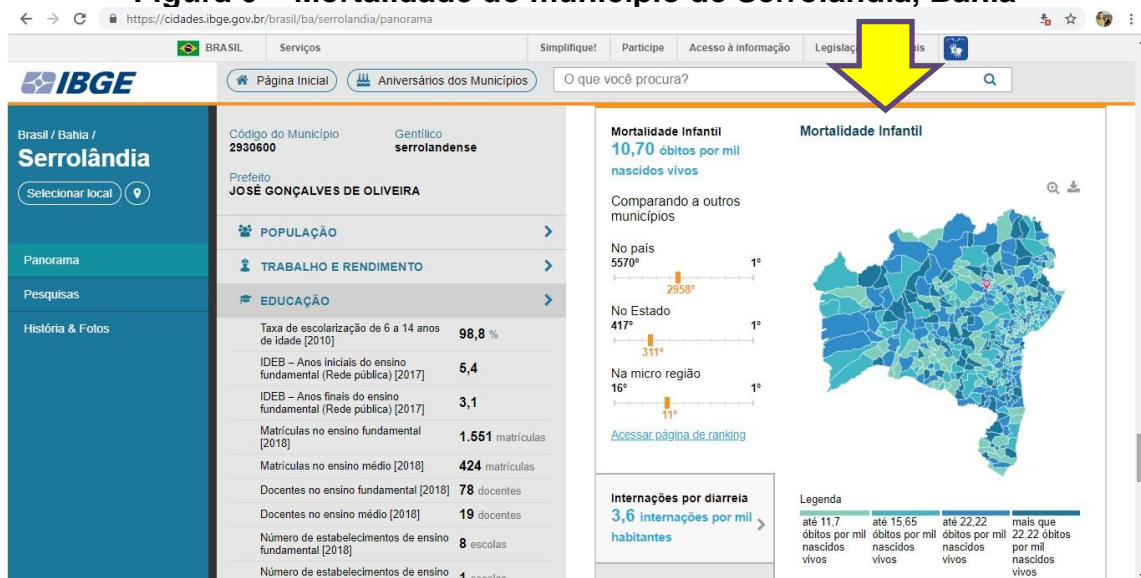 Figura 6 – Mortalidade do município de Serrolândia, Bahia
https://cidades.ibge.gov.br/brasil/ba/serrolandia/panorama
BRASIL Serviços Simplifique! Participe Acesso à informação
IBGE
Página Inicial
Aniversários dos Municípios
O que você procura?
Brasil / Bahia /
Serrolândia
Selecionar local
Panorama
Pesquisas
História & Fotos
Código do Município
2930600
Gentílico
serrolandense
Prefeito
JOSÉ GONÇALVES DE OLIVEIRA
POPULAÇÃO
TRABALHO E RENDIMENTO
EDUCAÇÃO
Taxa de escolarização de 6 a 14 anos
de idade [2010]
98,8 %
IDEB – Anos iniciais do ensino
fundamental (Rede pública) [2017]
5,4
IDEB – Anos finais do ensino
fundamental (Rede pública) [2017]
3,1
Matrículas no ensino fundamental
[2018]
1.551 matrículas
Matrículas no ensino médio [2018] 424 matrículas
Docentes no ensino fundamental [2018] 78 docentes
Docentes no ensino médio [2018] 19 docentes
Número de estabelecimentos de ensino
fundamental [2018]
8 escolas
Número de estabelecimentos de ensino
1 escolas
Mortalidade Infantil
10,70 óbitos por mil
nascidos vivos
Comparando a outros
municípios
No país
5570º 1º
2958º
No Estado
417º 1º
311º
Na micro região
16º 1º
11º
Acessar página de ranking
Internações por diarreia
3,6 internações por mil
habitantes
Mortalidade Infantil
Legenda
até 11,7
óbitos por mil
nascidos
vivos
até 15,65
óbitos por mil
nascidos
vivos
até 22,22
óbitos por mil
nascidos
vivos
mais que
22,22 óbitos
por mil
nascidos
vivos